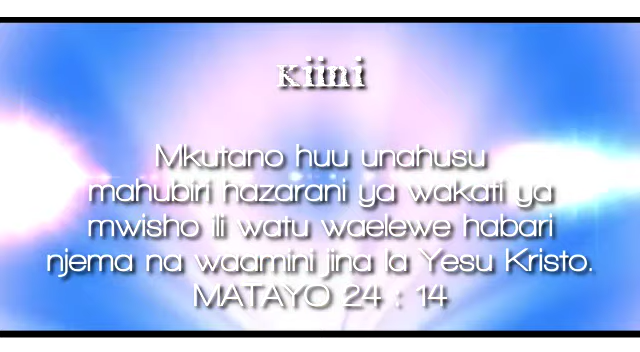 Kiini
Mkutano huu unahusu
mahubiri hazarani ya wakati ya
mwisho ili watu waelewe habari
njema na waamini jina la Yesu Kristo.
MATAYO 24 : 14